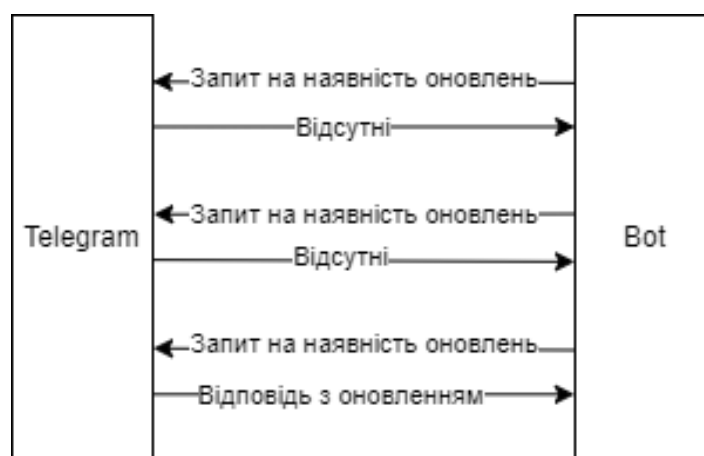 Запит на наявність оновлень
Відсутні
Запит на наявність оновлень
Telegram
Bot
Відсутні
Запит на наявність оновлень
Відповідь з оновленням